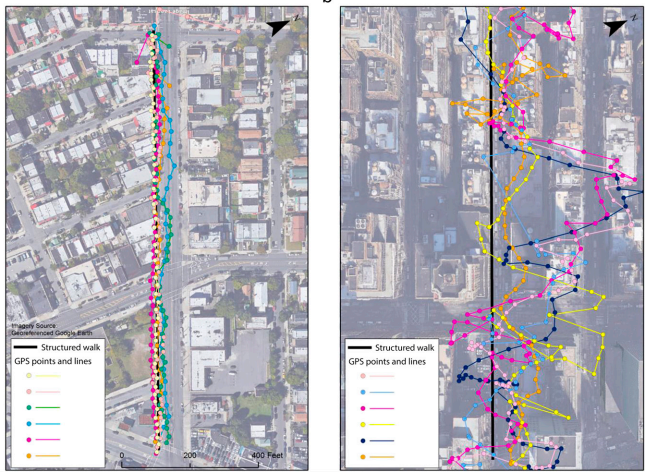 b
N
N
Imagery Source
Georeferenced Google Earth
Structured walk
GPS points and lines
0 200 400 Feet
Structured walk
GPS points and lines